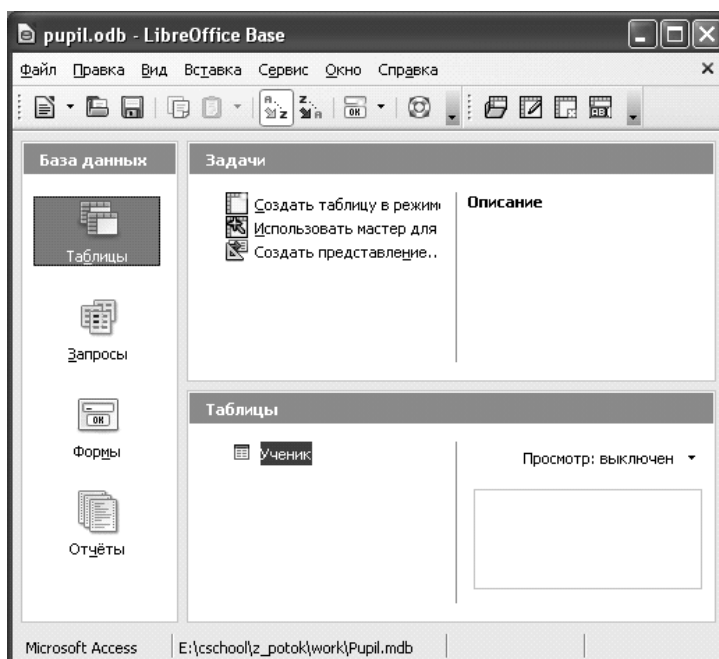 pupil.odb - LibreOffice Base
Файл Правка Вид Вставка Сервис Окно Справка
База данных
Таблицы
Запросы
Формы
Отчёты
Задачи
Создать таблицу в режим
Использовать мастер для
Создать представление..
Описание
Таблицы
Ученик
Просмотр: выключен
Microsoft Access E:\cschool\z_potok\work\Pupil.mdb